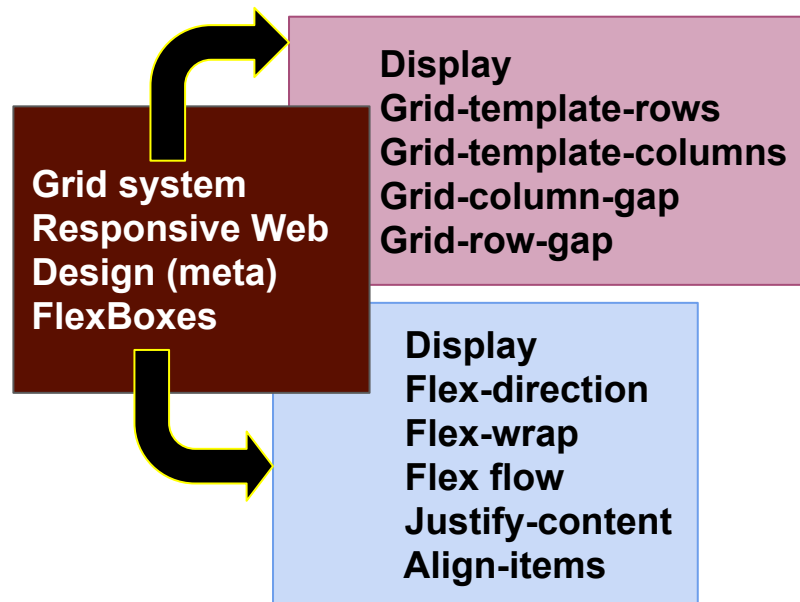 Grid system
Responsive Web
Design (meta)
FlexBoxes
Display
Grid-template-rows
Grid-template-columns
Grid-column-gap
Grid-row-gap
Display
Flex-direction
Flex-wrap
Flex flow
Justify-content
Align-items